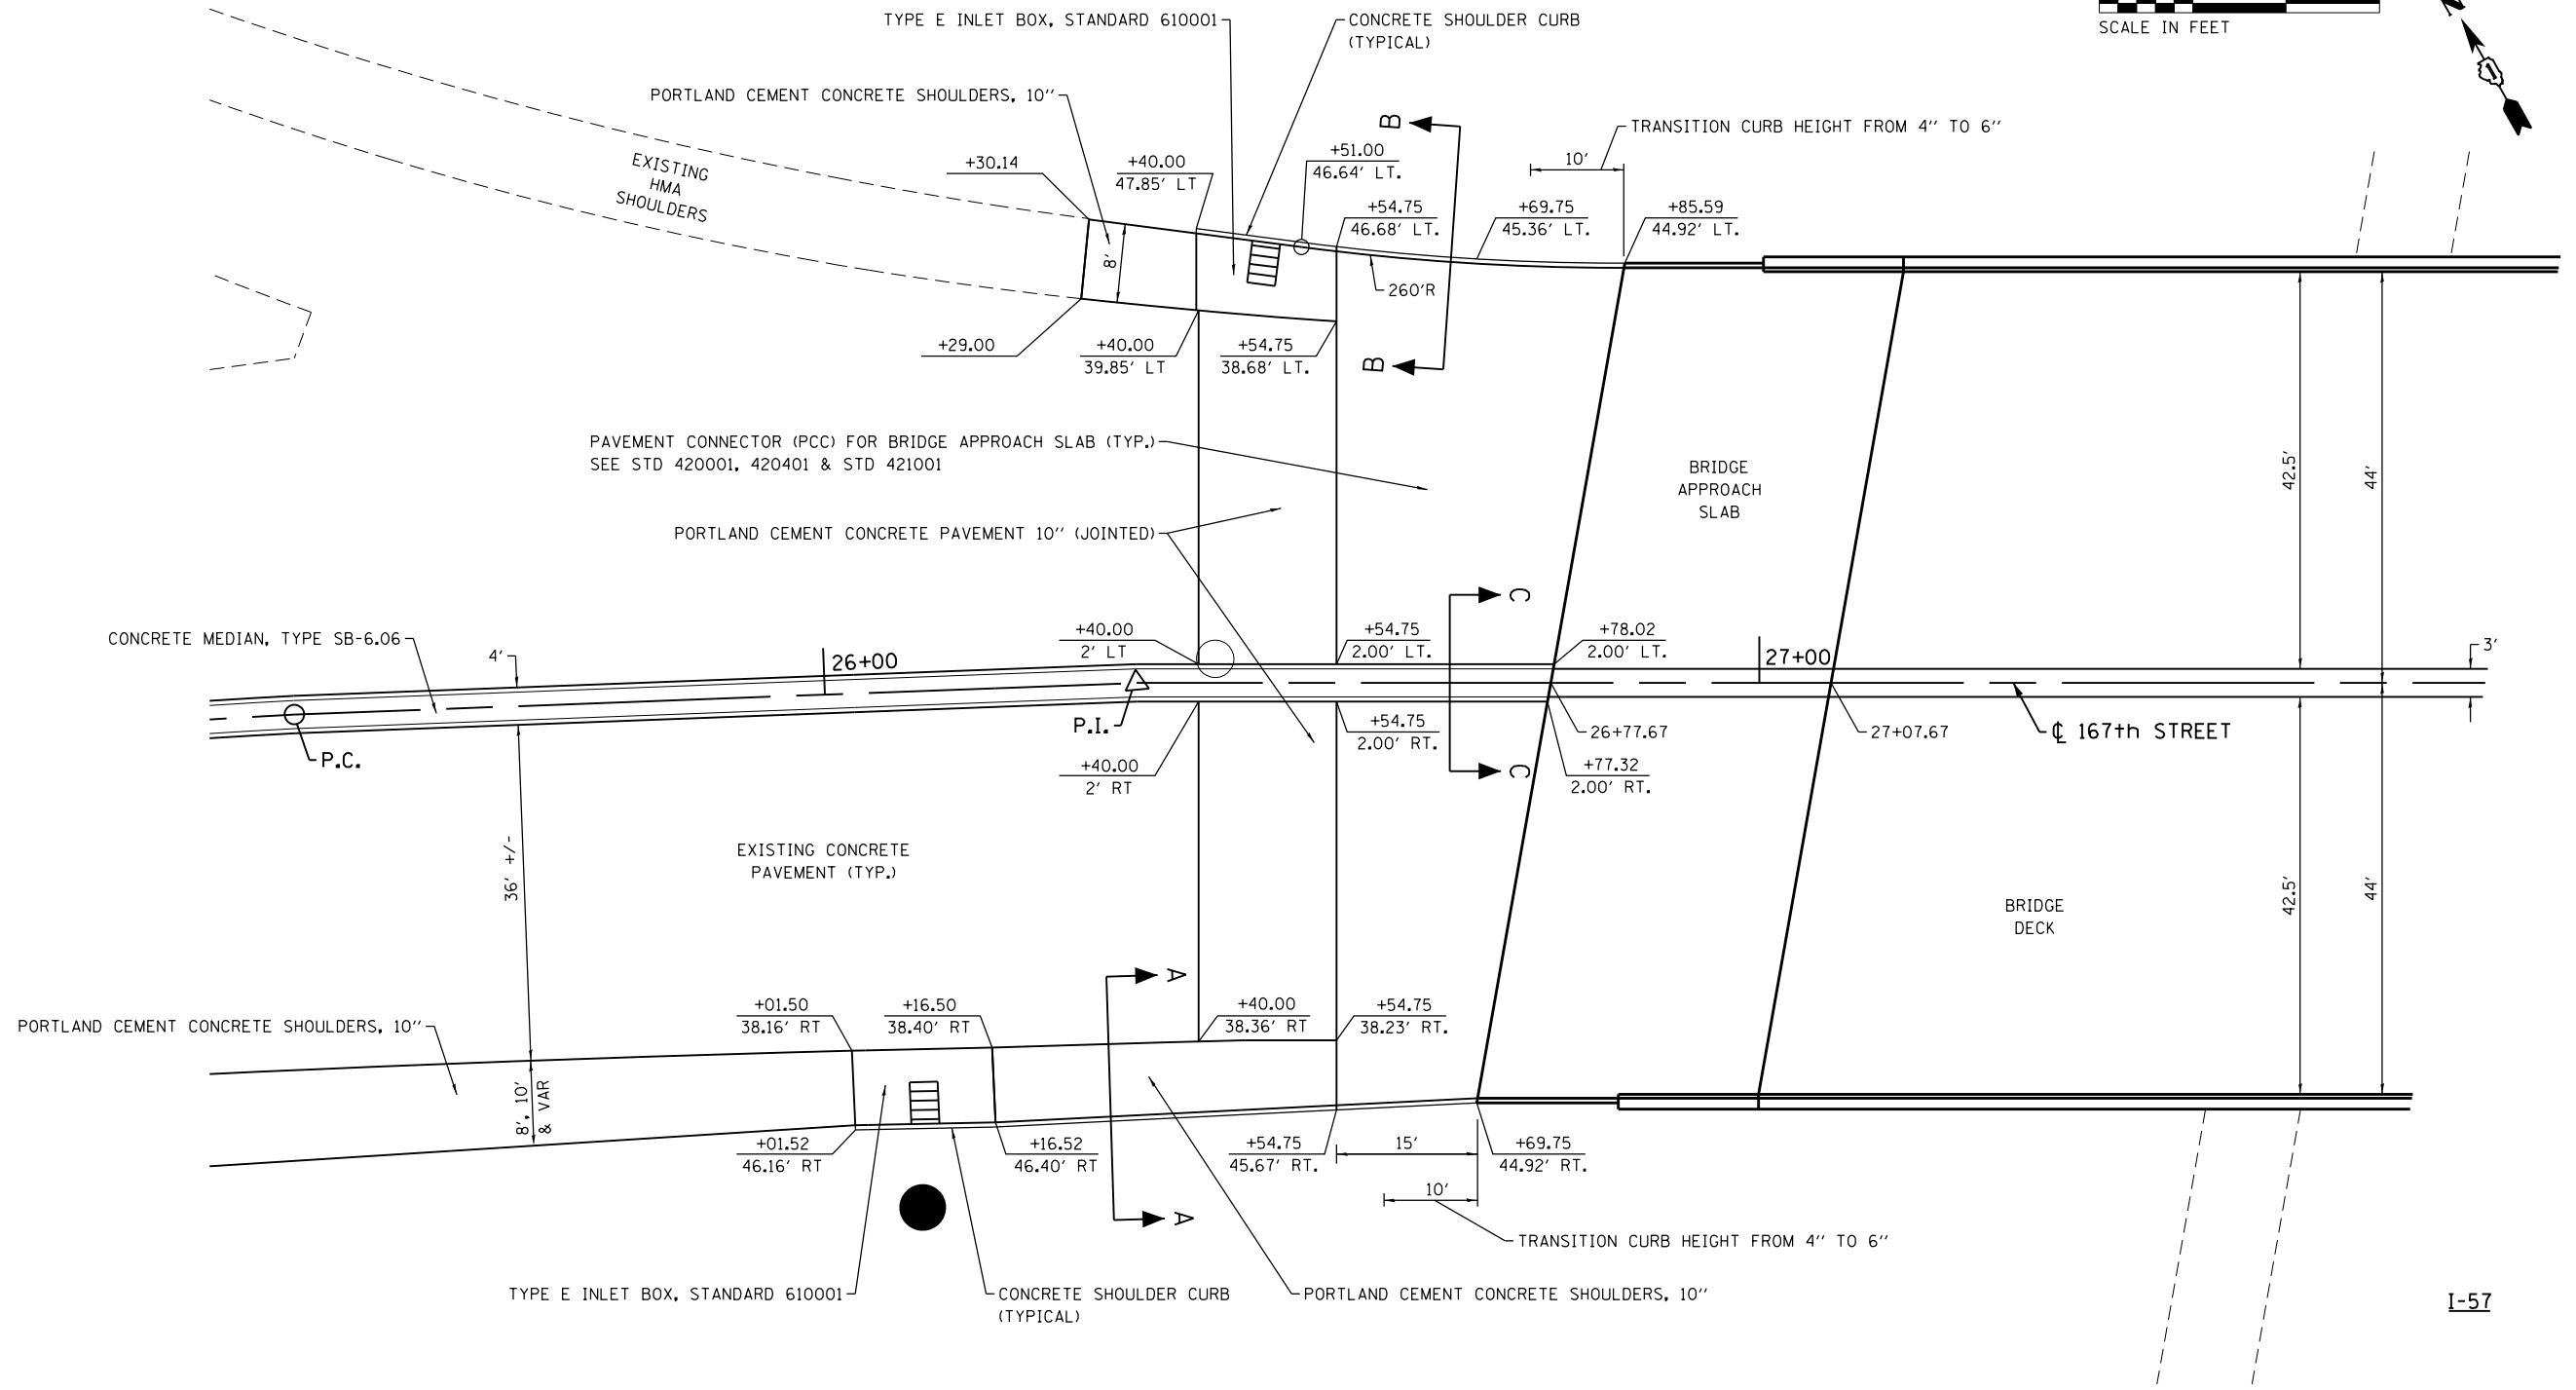 TYPE E INLET BOX, STANDARD 610001
CONCRETE SHOULDER CURB
(TYPICAL)
SCALE IN FEET
N
PORTLAND CEMENT CONCRETE SHOULDERS, 10"
B
TRANSITION CURB HEIGHT FROM 4" TO 6"
EXISTING
HMA
SHOULDERS
+30.14
+40.00
47.85' LT
+51.00
46.64' LT.
10'
+54.75
46.68' LT.
+69.75
45.36' LT.
+85.59
44.92' LT.
8'
260'R
+29.00
+40.00
39.85' LT
+54.75
38.68' LT.
B
PAVEMENT CONNECTOR (PCC) FOR BRIDGE APPROACH SLAB (TYP.)
SEE STD 420001, 420401 & STD 421001
BRIDGE
APPROACH
SLAB
42.5'
44'
PORTLAND CEMENT CONCRETE PAVEMENT 10" (JOINTED)
C
CONCRETE MEDIAN, TYPE SB-6.06
4'
26+00
+40.00
2' LT
+54.75
2.00' LT.
+78.02
2.00' LT.
27+00
3'
P.C.
P.I.
+54.75
2.00' RT.
26+77.67
27+07.67
℄ 167th STREET
+40.00
2' RT
C
+77.32
2.00' RT.
36' +/-
EXISTING CONCRETE
PAVEMENT (TYP.)
42.5'
44'
BRIDGE
DECK
A
PORTLAND CEMENT CONCRETE SHOULDERS, 10"
+01.50
38.16' RT
+16.50
38.40' RT
+40.00
38.36' RT
+54.75
38.23' RT.
8', 10'
& VAR
+01.52
46.16' RT
+16.52
46.40' RT
+54.75
45.67' RT.
15'
+69.75
44.92' RT.
10'
A
TRANSITION CURB HEIGHT FROM 4" TO 6"
TYPE E INLET BOX, STANDARD 610001
CONCRETE SHOULDER CURB
(TYPICAL)
PORTLAND CEMENT CONCRETE SHOULDERS, 10"
I-57